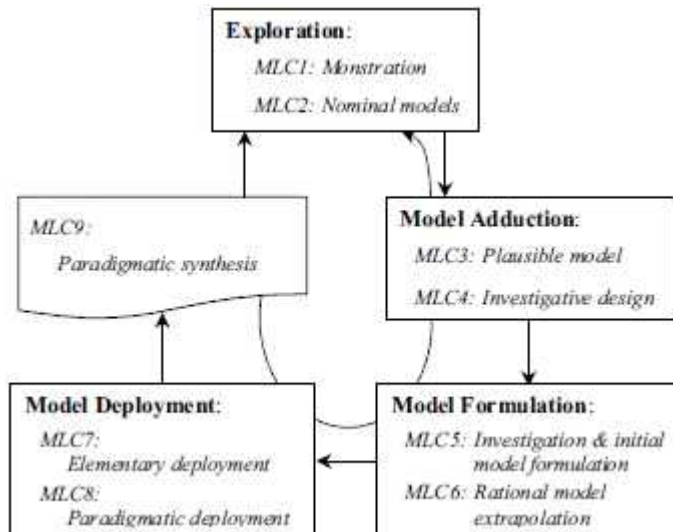 Exploration:
MLC1: Monstration
MLC2: Nominal models
MLC9:
Paradigmatic synthesis
Model Adduction:
MLC3: Plausible model
MLC4: Investigative design
Model Deployment:
MLC7:
Elementary deployment
MLC8:
Paradigmatic deployment
Model Formulation:
MLC5: Investigation & initial
model formulation
MLC6: Rational model
extrapolation